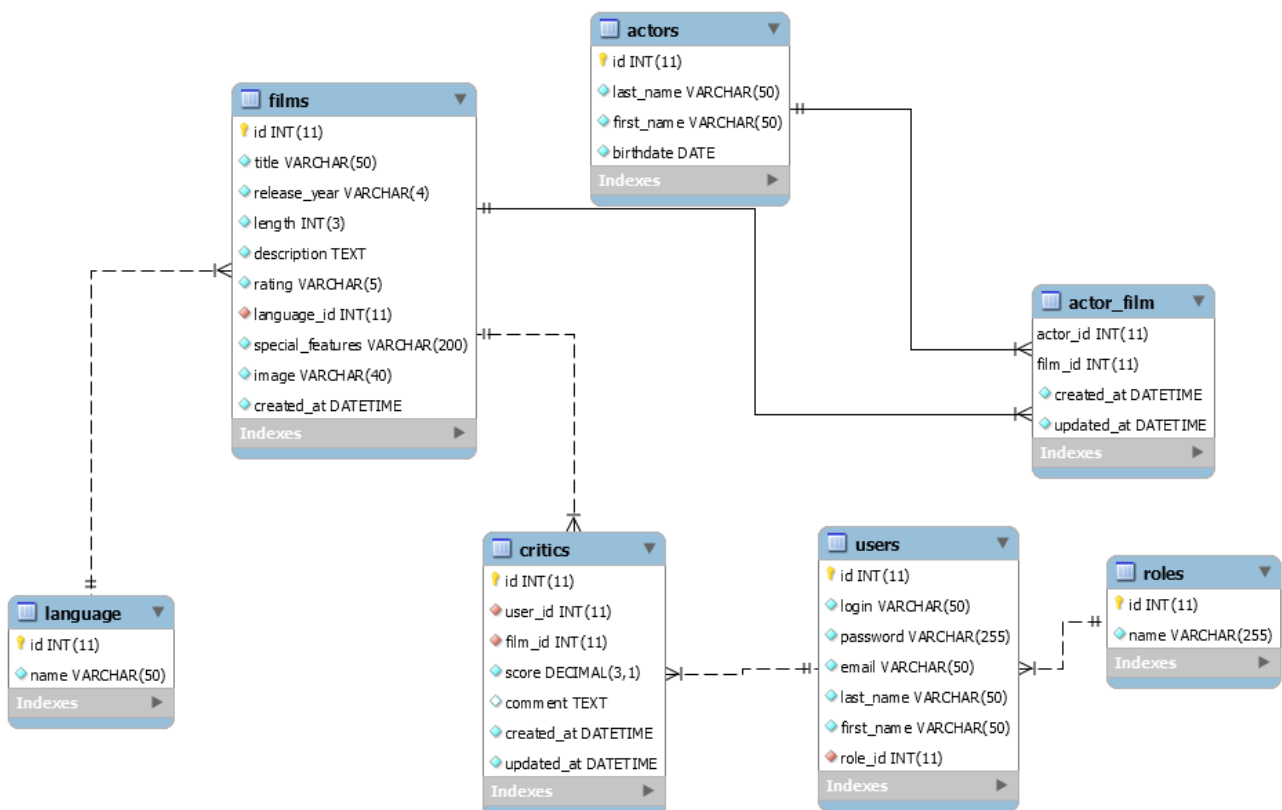 actors
id INT(11)
last_name VARCHAR(50)
first_name VARCHAR(50)
birthdate DATE
Indexes
films
id INT(11)
title VARCHAR(50)
release_year VARCHAR(4)
length INT(3)
description TEXT
rating VARCHAR(5)
language_id INT(11)
special_features VARCHAR(200)
image VARCHAR(40)
created_at DATETIME
Indexes
actor_film
actor_id INT(11)
film_id INT(11)
created_at DATETIME
updated_at DATETIME
Indexes
language
id INT(11)
name VARCHAR(50)
Indexes
critics
id INT(11)
user_id INT(11)
film_id INT(11)
score DECIMAL(3,1)
comment TEXT
created_at DATETIME
updated_at DATETIME
Indexes
users
id INT(11)
login VARCHAR(50)
password VARCHAR(255)
email VARCHAR(50)
last_name VARCHAR(50)
first_name VARCHAR(50)
role_id INT(11)
Indexes
roles
id INT(11)
name VARCHAR(255)
Indexes